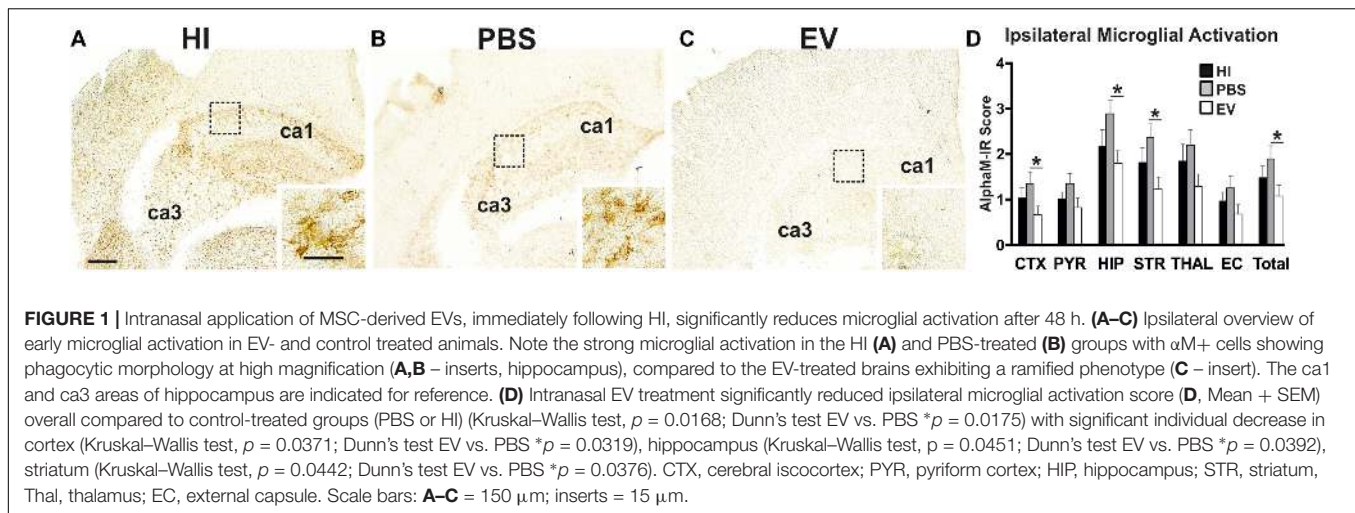 A HI
B PBS
C EV
D Ipsilateral Microglial Activation
HI
PBS
EV
AlphaM-IR Score
4
3
2
1
0
* * * *
CTX PYR HIP STR THAL EC Total
ca1
ca3
ca1
ca3
ca1
ca3
FIGURE 1 | Intranasal application of MSC-derived EVs, immediately following HI, significantly reduces microglial activation after 48 h. (A–C) Ipsilateral overview of
early microglial activation in EV- and control treated animals. Note the strong microglial activation in the HI (A) and PBS-treated (B) groups with αM+ cells showing
phagocytic morphology at high magnification (A,B – inserts, hippocampus), compared to the EV-treated brains exhibiting a ramified phenotype (C – insert). The ca1
and ca3 areas of hippocampus are indicated for reference. (D) Intranasal EV treatment significantly reduced ipsilateral microglial activation score (D, Mean + SEM)
overall compared to control-treated groups (PBS or HI) (Kruskal–Wallis test, p = 0.0168; Dunn's test EV vs. PBS *p = 0.0175) with significant individual decrease in
cortex (Kruskal–Wallis test, p = 0.0371; Dunn's test EV vs. PBS *p = 0.0319), hippocampus (Kruskal–Wallis test, p = 0.0451; Dunn's test EV vs. PBS *p = 0.0392),
striatum (Kruskal–Wallis test, p = 0.0442; Dunn's test EV vs. PBS *p = 0.0376). CTX, cerebral iscocortex; PYR, pyriform cortex; HIP, hippocampus; STR, striatum,
Thal, thalamus; EC, external capsule. Scale bars: A–C = 150 μm; inserts = 15 μm.